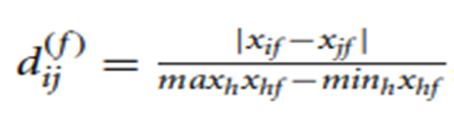 d_{ij}^{(f)} = \frac{|x_{if} - x_{jf}|}{max_h x_{hf} - min_h x_{hf}}